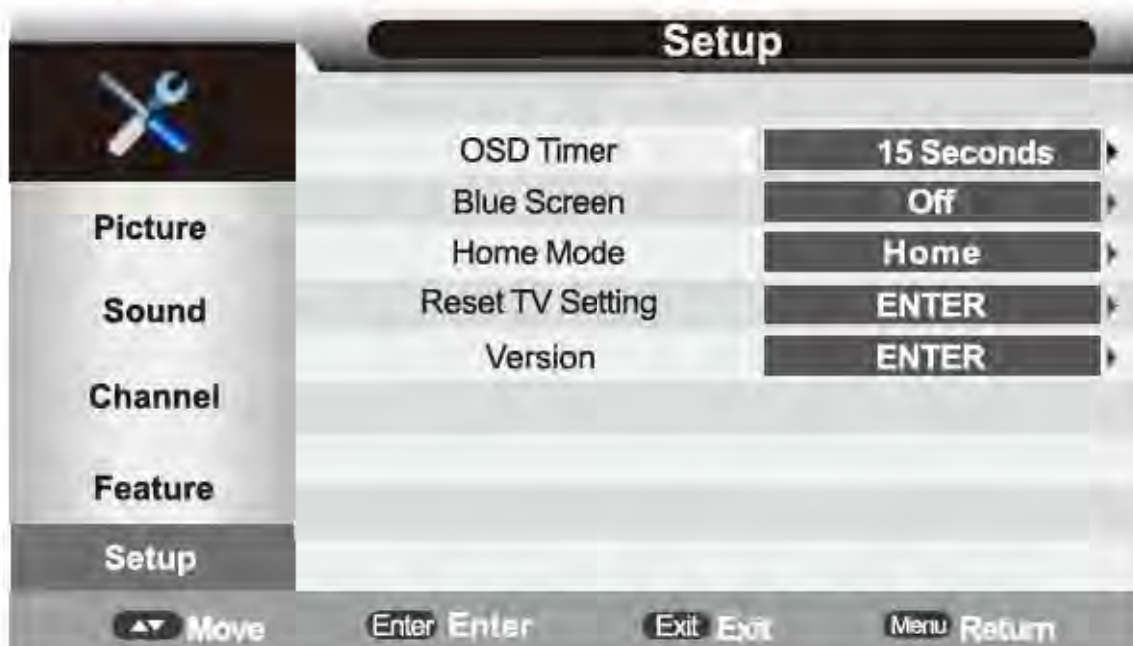 Setup
OSD Timer 15 Seconds
Blue Screen Off
Home Mode Home
Reset TV Setting ENTER
Version ENTER
Picture
Sound
Channel
Feature
Setup
Move Enter Enter Exit Exit Menu Return